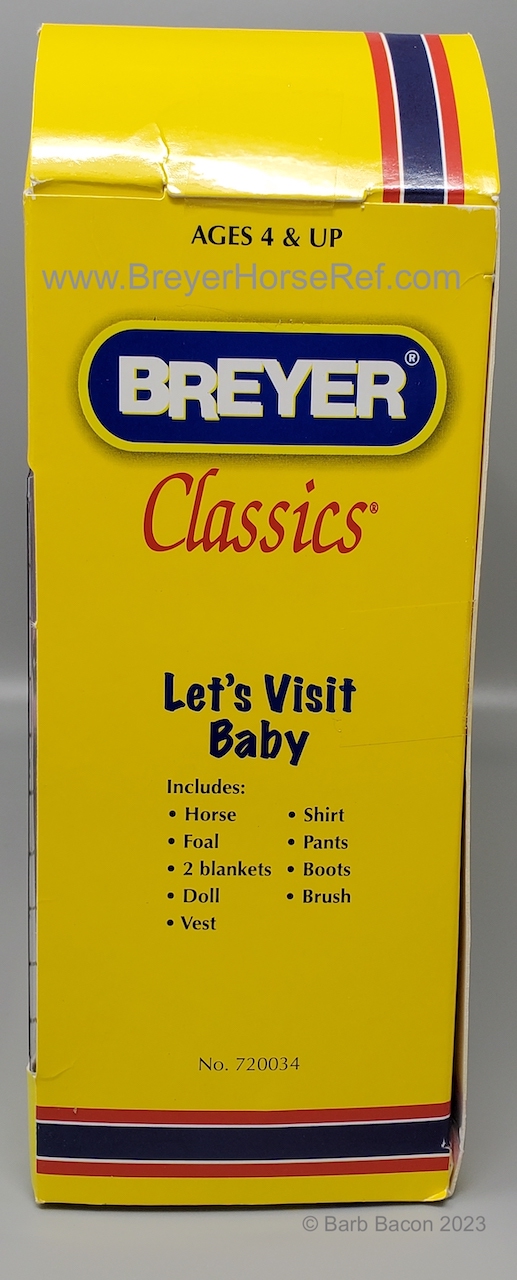 AGES 4 & UP
www.BreyerHorseRef.com
BREYER®
Classics®
Let's Visit
Baby
Includes:
• Horse • Shirt
• Foal • Pants
• 2 blankets • Boots
• Doll • Brush
• Vest
No. 720034
© Barb Bacon 2023